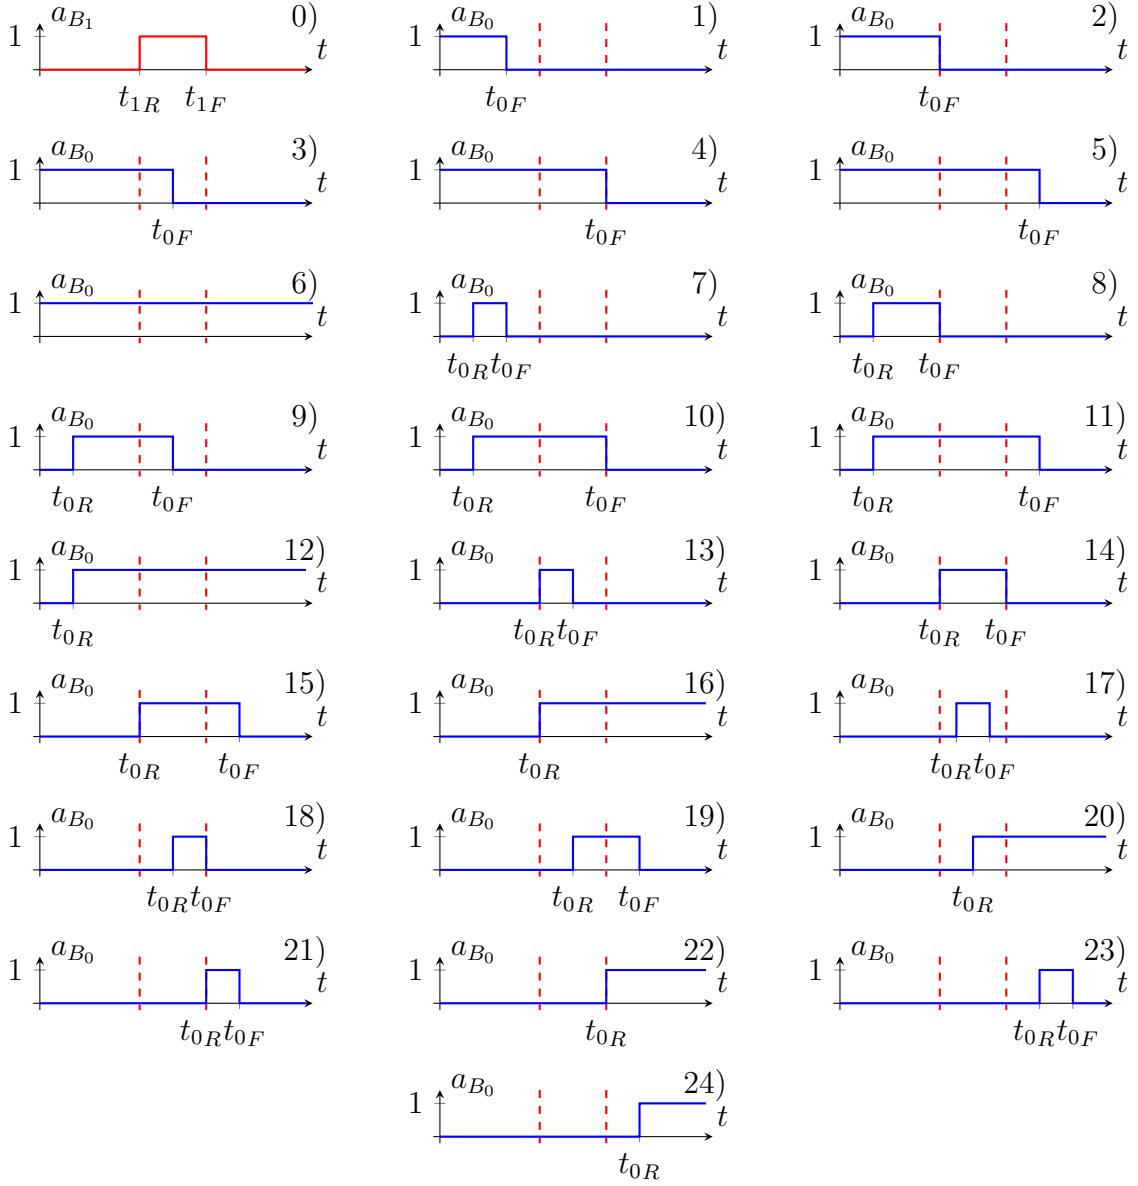 1 a_{B_1} 0) t
t_{1R} t_{1F}
1 a_{B_0} 1) t
t_{0F}
1 a_{B_0} 2) t
t_{0F}
1 a_{B_0} 3) t
t_{0F}
1 a_{B_0} 4) t
t_{0F}
1 a_{B_0} 5) t
t_{0F}
1 a_{B_0} 6) t
1 a_{B_0} 7) t
t_{0R} t_{0F}
1 a_{B_0} 8) t
t_{0R} t_{0F}
1 a_{B_0} 9) t
t_{0R} t_{0F}
1 a_{B_0} 10) t
t_{0R} t_{0F}
1 a_{B_0} 11) t
t_{0R} t_{0F}
1 a_{B_0} 12) t
t_{0R}
1 a_{B_0} 13) t
t_{0R} t_{0F}
1 a_{B_0} 14) t
t_{0R} t_{0F}
1 a_{B_0} 15) t
t_{0R} t_{0F}
1 a_{B_0} 16) t
t_{0R}
1 a_{B_0} 17) t
t_{0R} t_{0F}
1 a_{B_0} 18) t
t_{0R} t_{0F}
1 a_{B_0} 19) t
t_{0R} t_{0F}
1 a_{B_0} 20) t
t_{0R}
1 a_{B_0} 21) t
t_{0R} t_{0F}
1 a_{B_0} 22) t
t_{0R}
1 a_{B_0} 23) t
t_{0R} t_{0F}
1 a_{B_0} 24) t
t_{0R}